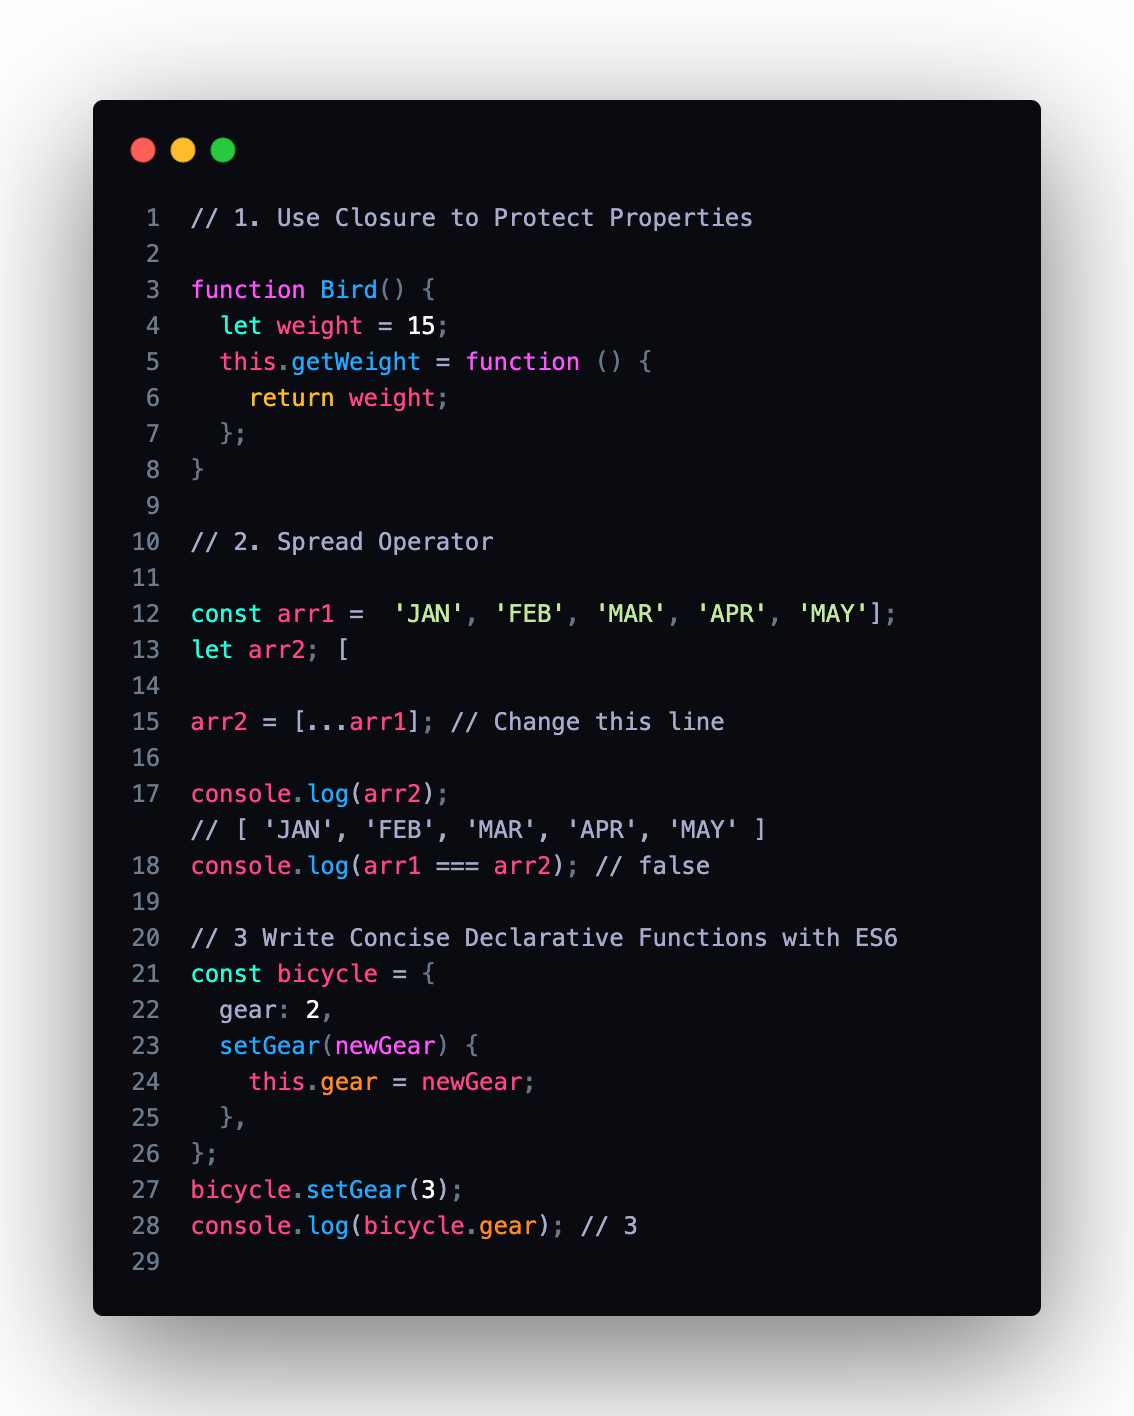 1 // 1. Use Closure to Protect Properties
2
3 function Bird() {
4   let weight = 15;
5   this.getWeight = function () {
6     return weight;
7   };
8 }
9
10 // 2. Spread Operator
11
12 const arr1 =  'JAN', 'FEB', 'MAR', 'APR', 'MAY'];
13 let arr2; [
14
15 arr2 = [...arr1]; // Change this line
16
17 console.log(arr2);
// [ 'JAN', 'FEB', 'MAR', 'APR', 'MAY' ]
18 console.log(arr1 === arr2); // false
19
20 // 3 Write Concise Declarative Functions with ES6
21 const bicycle = {
22   gear: 2,
23   setGear(newGear) {
24     this.gear = newGear;
25   },
26 };
27 bicycle.setGear(3);
28 console.log(bicycle.gear); // 3
29